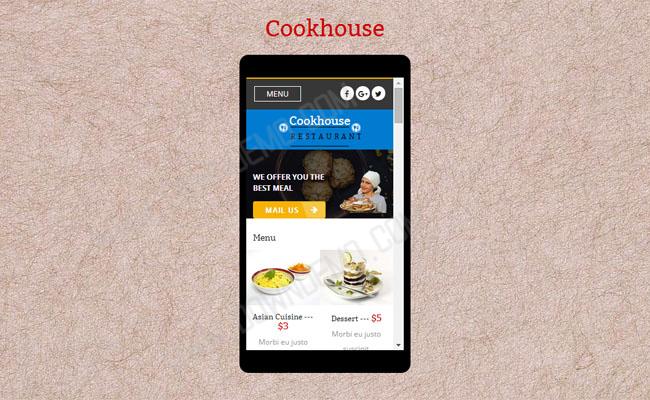 Cookhouse
MENU
Cookhouse
RESTAURANT
WE OFFER YOU THE
BEST MEAL
MAIL US
Menu
Asian Cuisine ---
$3
Dessert --- $5
Morbi eu justo
Morbi eu justo
suscipit